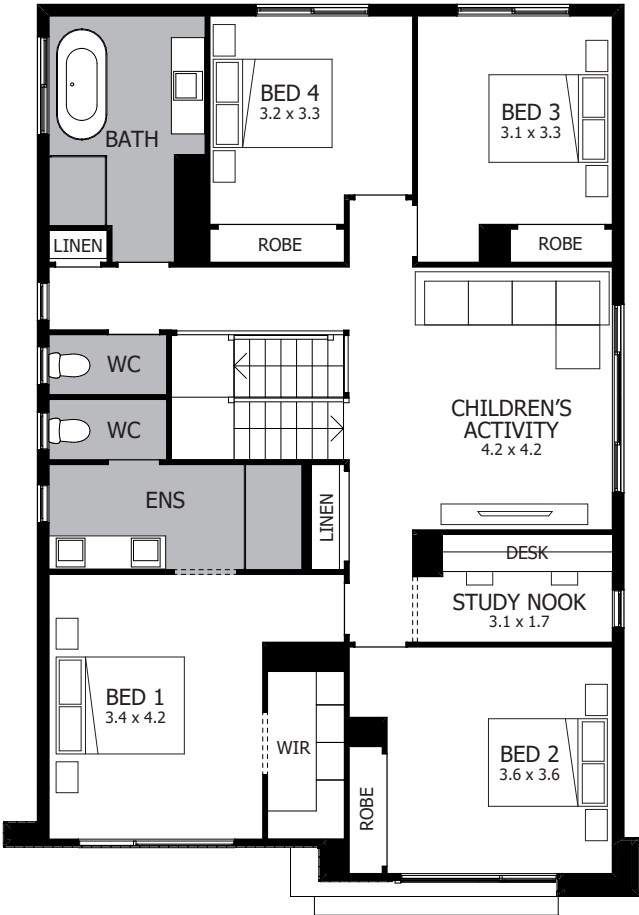 BED 4
3.2 x 3.3
BED 3
3.1 x 3.3
BATH
LINEN
ROBE
ROBE
WC
WC
CHILDREN'S
ACTIVITY
4.2 x 4.2
ENS
LINEN
DESK
STUDY NOOK
3.1 x 1.7
BED 1
3.4 x 4.2
WIR
BED 2
3.6 x 3.6
ROBE